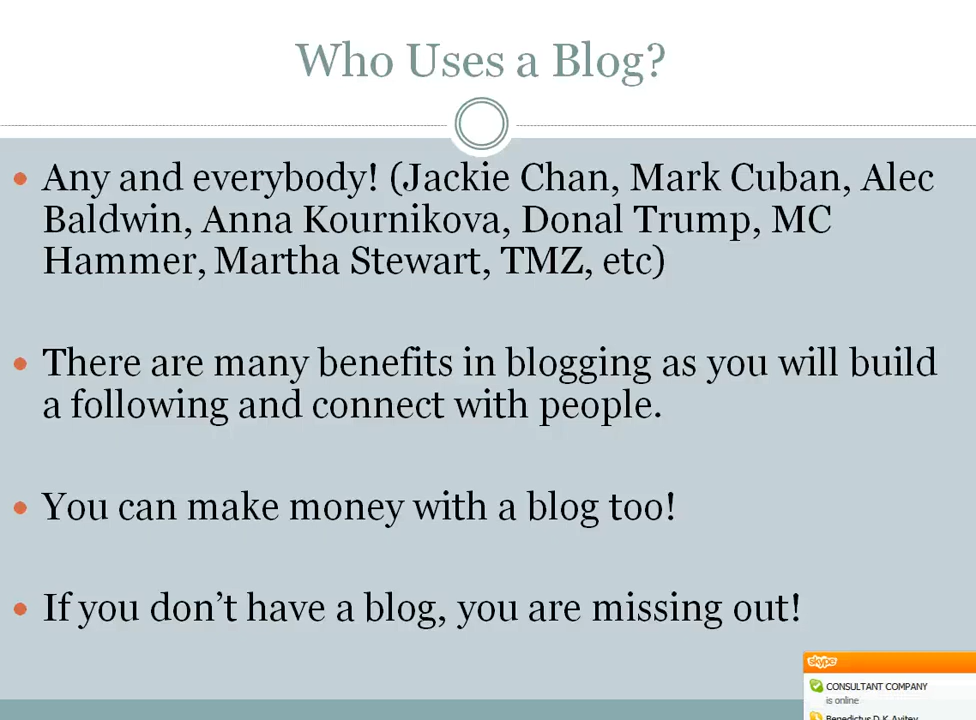 Who Uses a Blog?
• Any and everybody! (Jackie Chan, Mark Cuban, Alec
Baldwin, Anna Kournikova, Donal Trump, MC
Hammer, Martha Stewart, TMZ, etc)
• There are many benefits in blogging as you will build
a following and connect with people.
• You can make money with a blog too!
• If you don’t have a blog, you are missing out!
skype
CONSULTANT COMPANY
is online
Benedictus D.K.